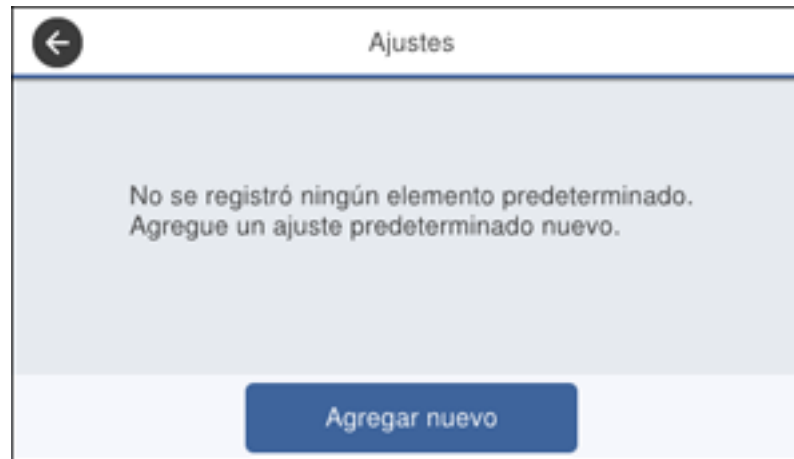 Ajustes
No se registró ningún elemento predeterminado.
Agregue un ajuste predeterminado nuevo.
Agregar nuevo